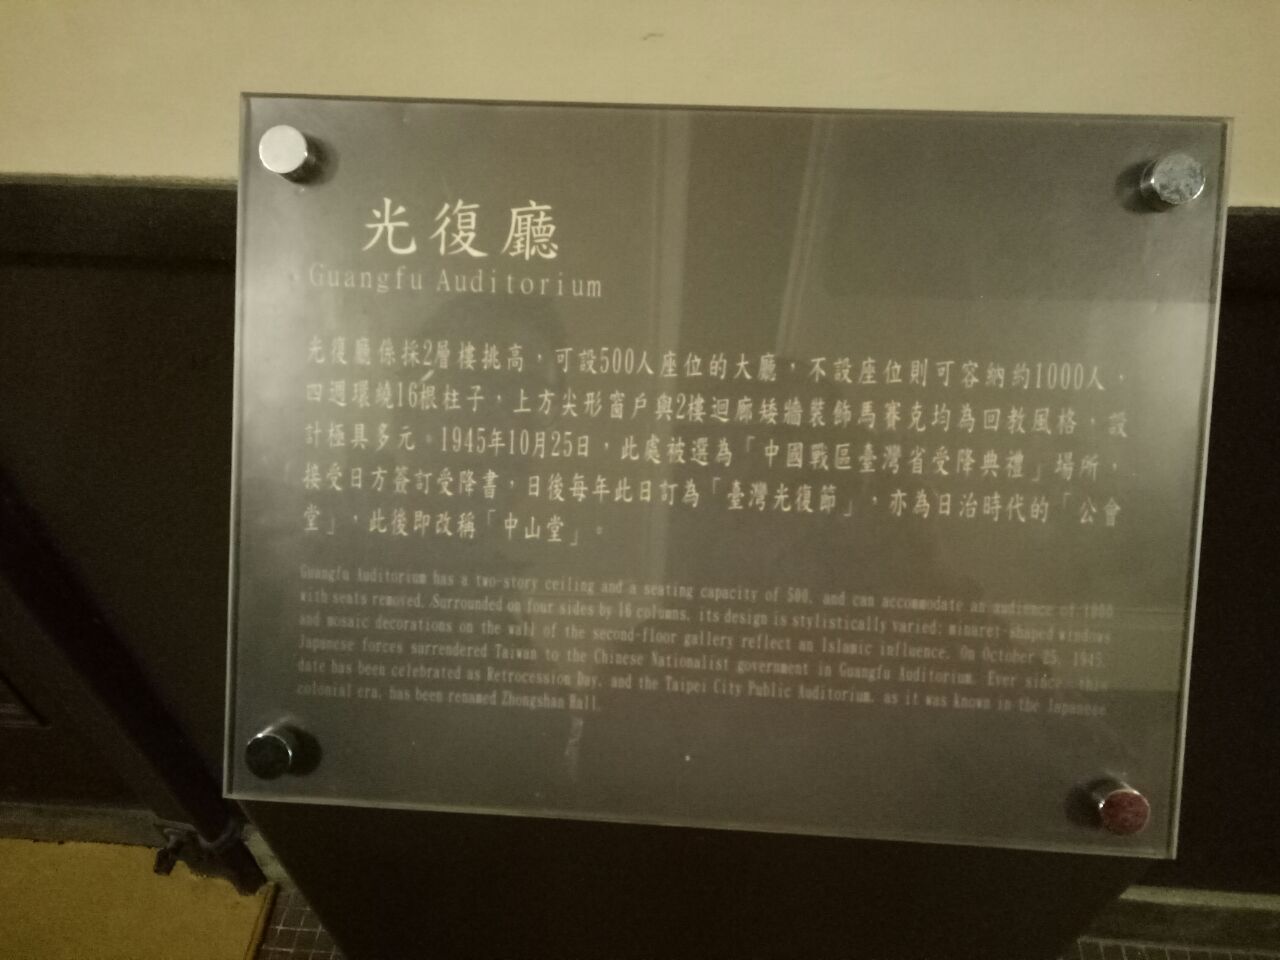 光復廳
Guangfu Auditorium
光復廳係採2層樓挑高，可設500人座位的大廳，不設座位則可容納約1000人，
四週環繞16根柱子，上方尖形窗戶與2樓迴廊矮牆裝飾馬賽克均為回教風格，設
計極具多元。1945年10月25日，此處被選為「中國戰區臺灣省受降典禮」場所，
接受日方簽訂受降書，日後每年此日訂為「臺灣光復節」，亦為日治時代的「公會
堂」，此後即改稱「中山堂」。
Guangfu Auditorium has a two-story ceiling and a seating capacity of 500, and can accommodate an audience of 1000
with seats removed. Surrounded on four sides by 16 columns, its design is stylistically varied; minaret-shaped windows
and mosaic decorations on the wall of the second-floor gallery reflect an Islamic influence. On October 25, 1945,
Japanese forces surrendered Taiwan to the Chinese Nationalist government in Guangfu Auditorium. Ever since, this
date has been celebrated as Retrocession Day, and the Taipei City Public Auditorium, as it was known in the Japanese
colonial era, has been renamed Zhongshan Hall.